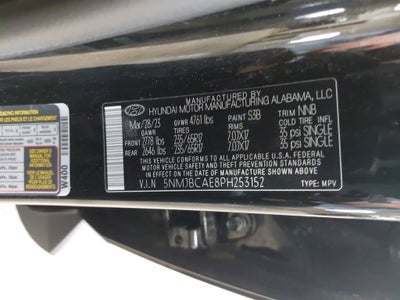 MANUFACTURED BY
HYUNDAI MOTOR MANUFACTURING ALABAMA, LLC
Mar/28/23 GVWR 4761 lbs PAINT S3B TRIM NNB
GAWR TIRES RIMS COLD TIRE INF.
FRONT 2778 lbs 235/65R17 7.0JX17 35 psi SINGLE
REAR 2646 lbs 235/65R17 7.0JX17 35 psi SINGLE
THIS VEHICLE CONFORMS TO ALL APPLICABLE U.S.A. FEDERAL
MOTOR VEHICLE SAFETY AND THEFT PREVENTION STANDARDS
IN EFFECT ON THE DATE OF MANUFACTURE SHOWN ABOVE.
V.I.N 5NMJBCAE8PH253152 TYPE: MPV
W400